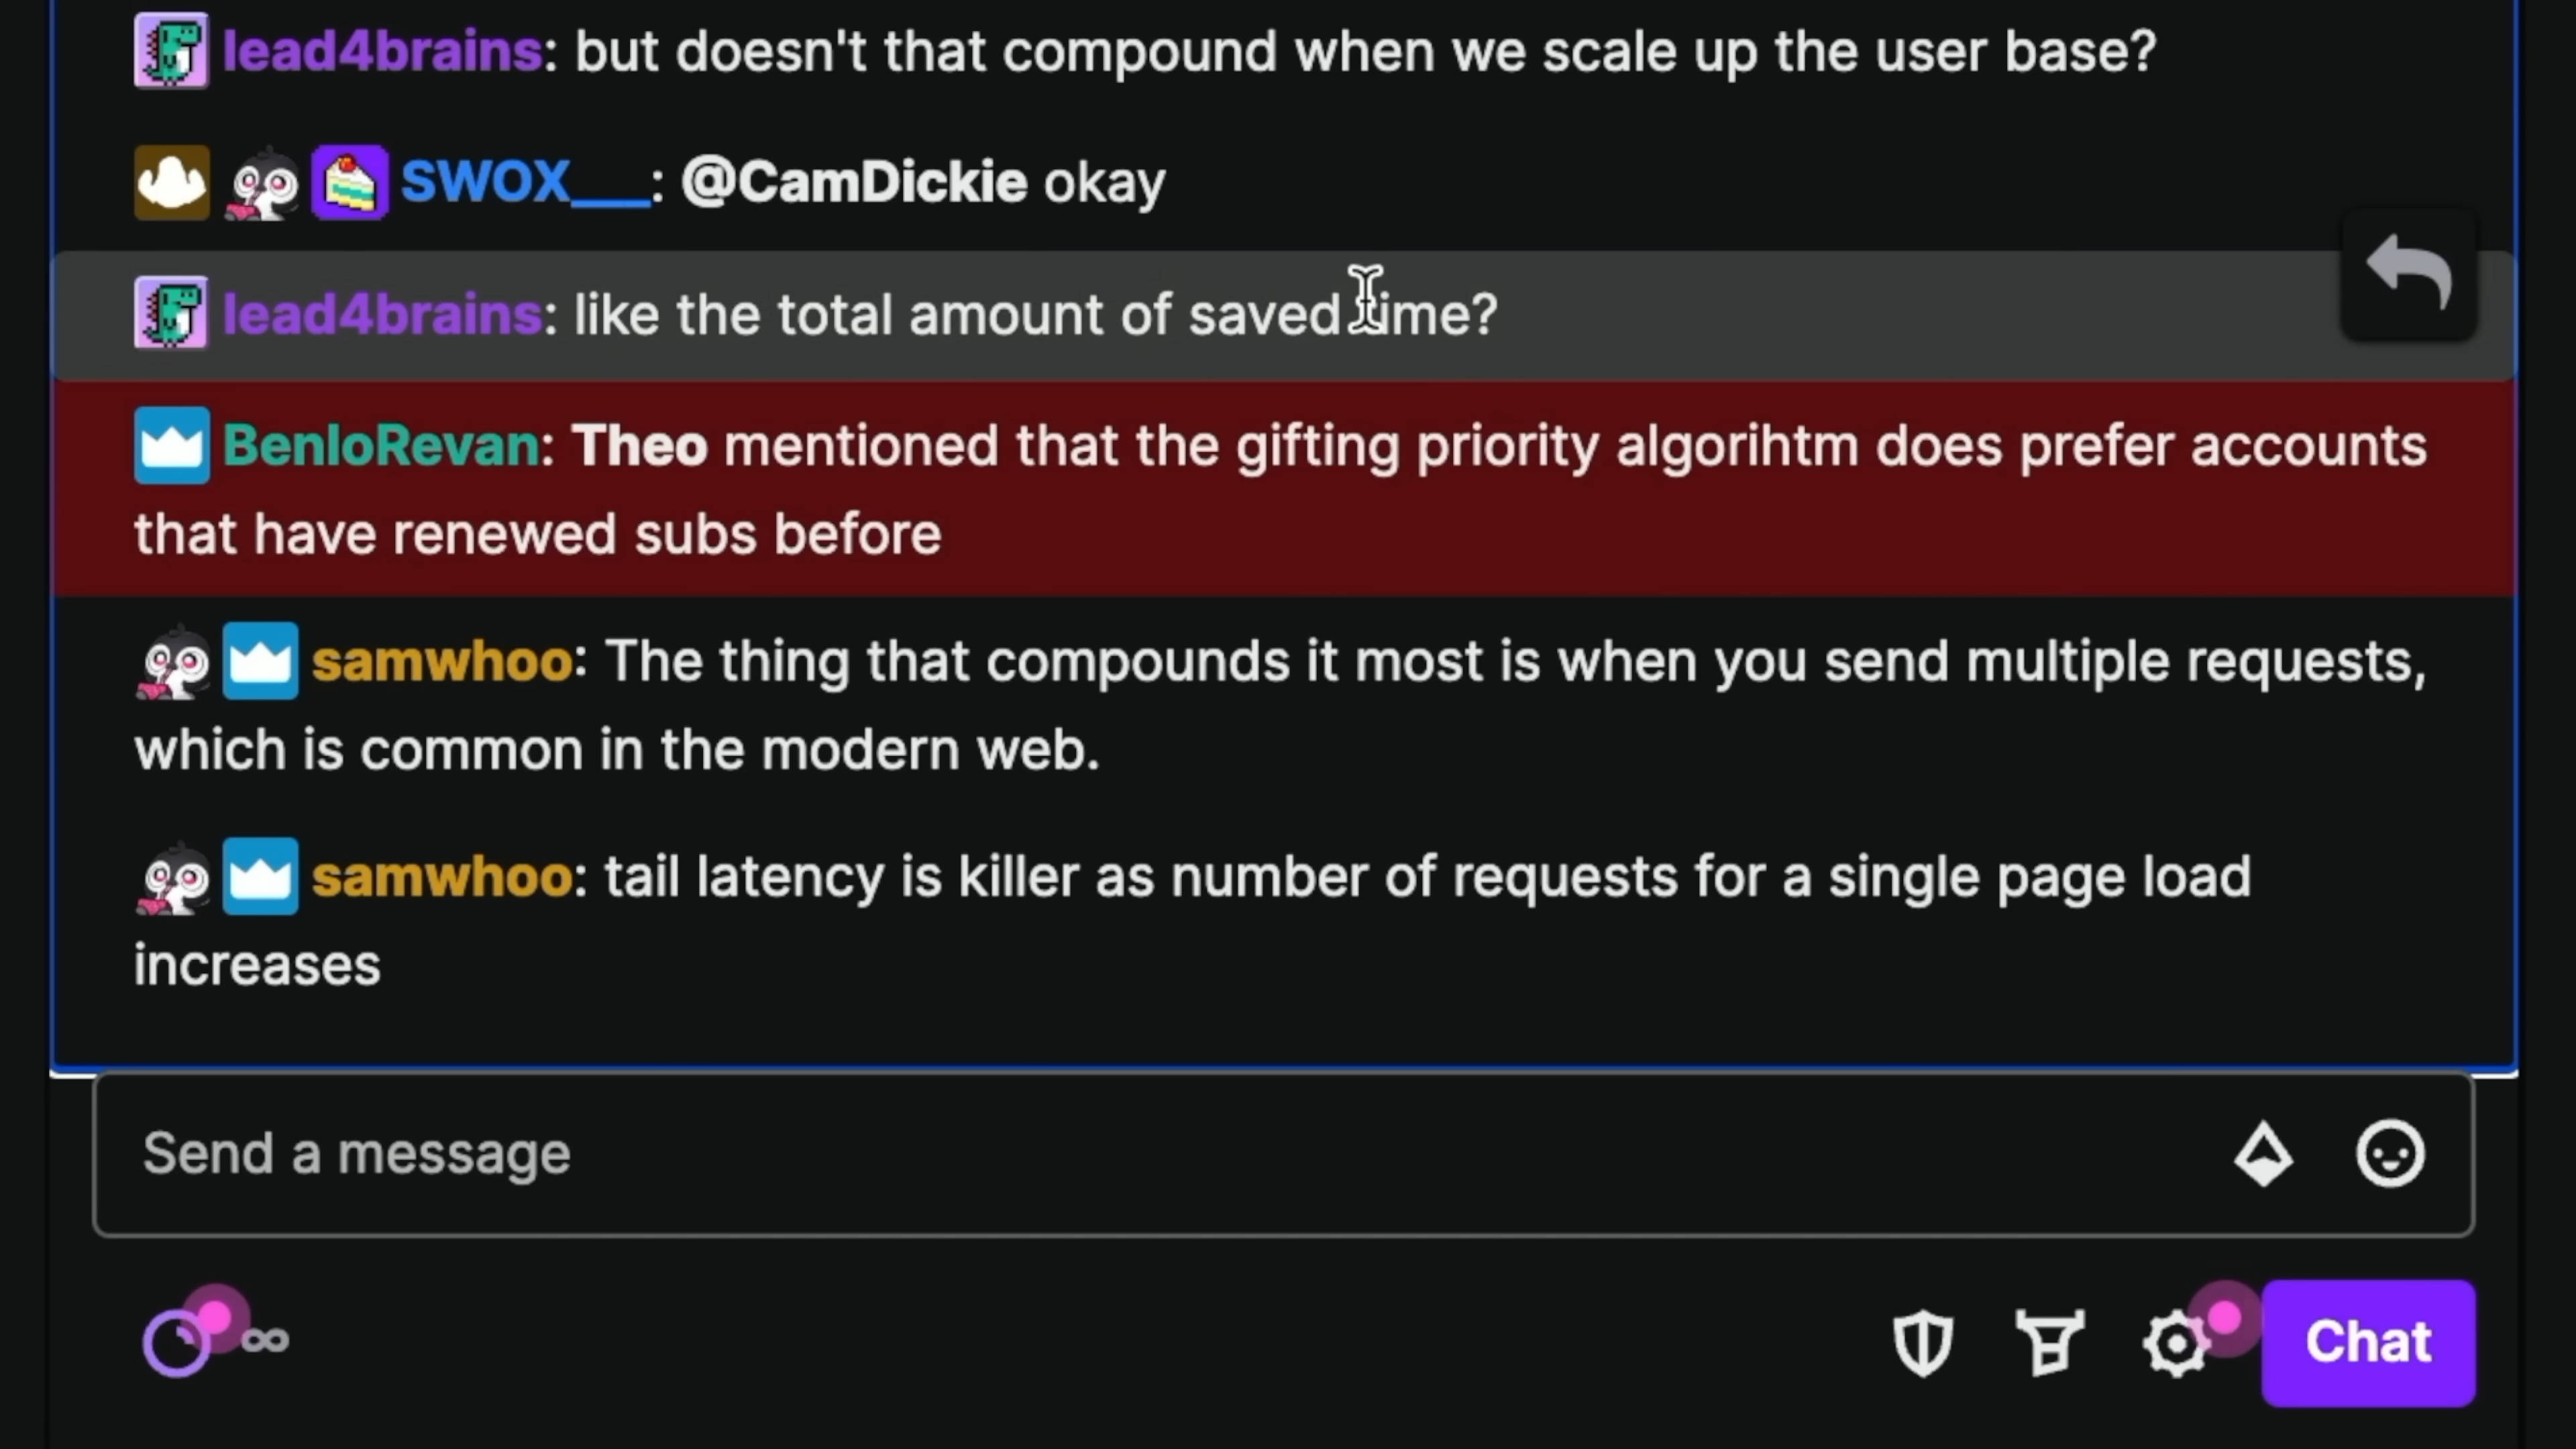 lead4brains: but doesn't that compound when we scale up the user base?
SWOX___: @CamDickie okay
lead4brains: like the total amount of saved time?
BenloRevan: Theo mentioned that the gifting priority algorihtm does prefer accounts
that have renewed subs before
samwhoo: The thing that compounds it most is when you send multiple requests,
which is common in the modern web.
samwhoo: tail latency is killer as number of requests for a single page load
increases
Send a message
∞
Chat